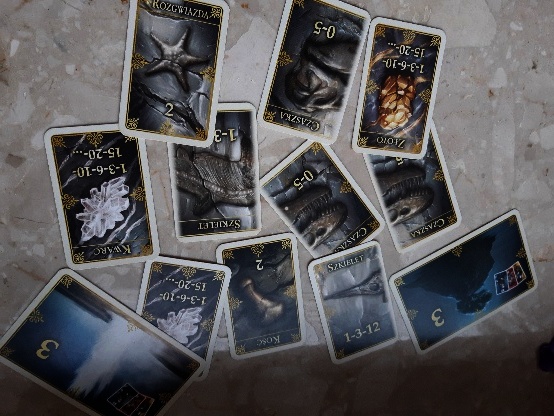 ROZGWIAZDA
2
0-5
CZASZKA
1-3-6-10-
15-20-...
ZŁOTO
1-3-6-10-
15-20-...
KWARC
1-3-
SZKIELET
0-5
CZASZKA
5
CZASZKA
1-3-6-10-
15-20-...
2
KOŚĆ
SZKIELET
1-3-12
3
3